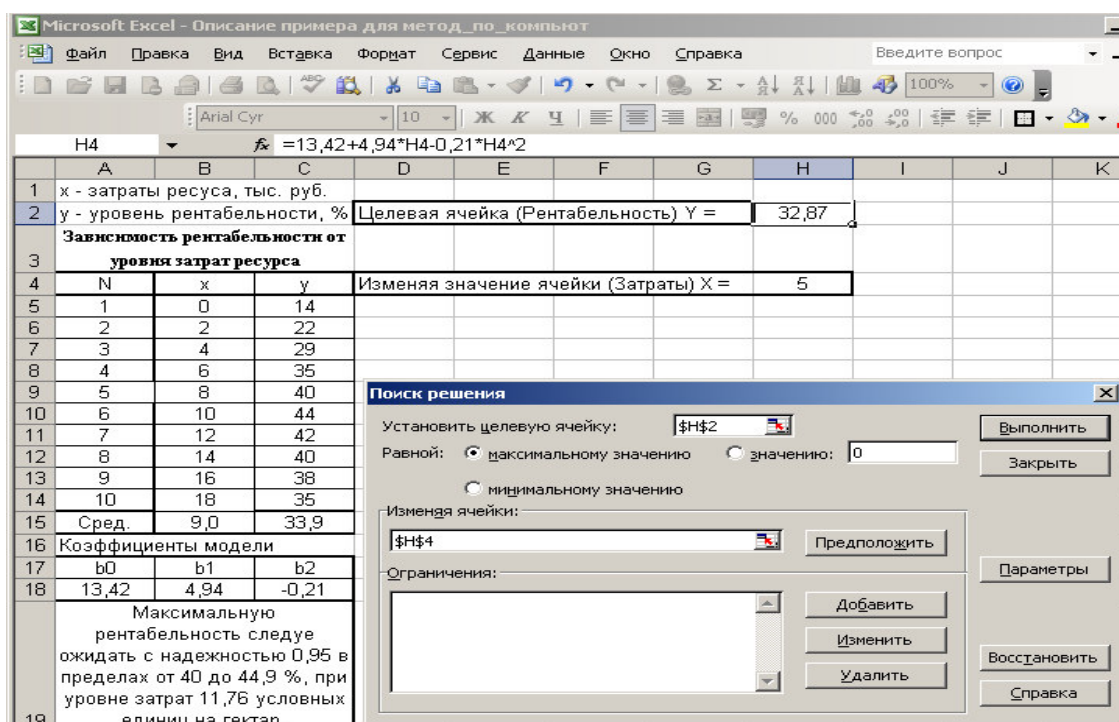 Microsoft Excel - Описание примера для метод_по_компьют
Файл Правка Вид Вставка Формат Сервис Данные Окно Справка Введите вопрос
100%
Arial Cyr 10 Ж К Ч % 000
H4 fx =13,42+4,94*H4-0,21*H4^2
A B C D E F G H I J K
1 x - затраты ресуса, тыс. руб.
2 y - уровень рентабельности, % Целевая ячейка (Рентабельность) Y = 32,87
Зависимость рентабельности от
3 уровня затрат ресурса
4 N x y Изменяя значение ячейки (Затраты) X = 5
5 1 0 14
6 2 2 22
7 3 4 29
8 4 6 35
9 5 8 40
10 6 10 44
11 7 12 42
12 8 14 40
13 9 16 38
14 10 18 35
15 Сред. 9,0 33,9
16 Коэффициенты модели
17 b0 b1 b2
18 13,42 4,94 -0,21
Максимальную
рентабельность следуе
ожидать с надежностью 0,95 в
пределах от 40 до 44,9 %, при
уровне затрат 11,76 условных
19 единиц на гектар
Поиск решения
Установить целевую ячейку: $H$2 Выполнить
Равной: максимальному значению значению: 0 Закрыть
минимальному значению
Изменяя ячейки:
$H$4 Предположить
Ограничения: Параметры
Добавить
Изменить
Удалить Восстановить
Справка